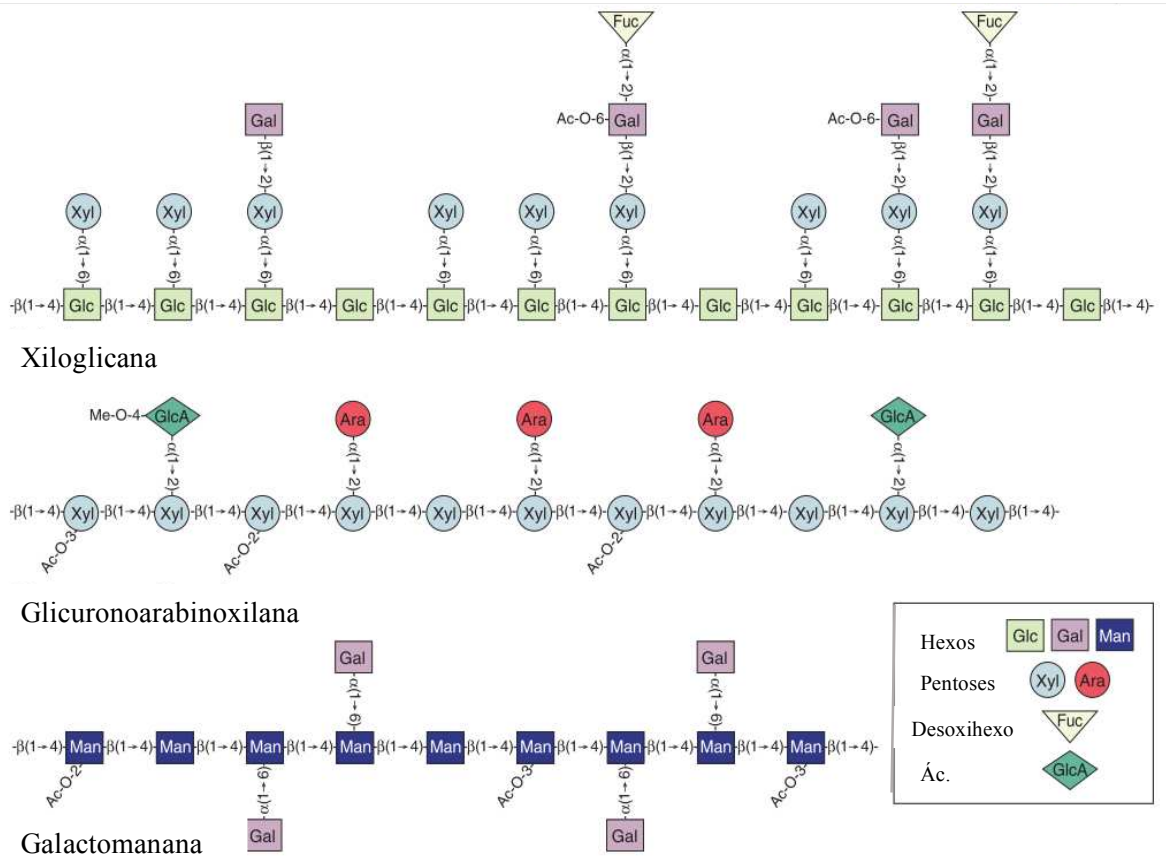 Fuc Fuc
α(1→2) α(1→2)
Gal Ac-O-6-Gal Ac-O-6-Gal Gal
β(1→2) β(1→2) β(1→2) β(1→2)
Xyl Xyl Xyl Xyl Xyl Xyl Xyl Xyl Xyl
α(1→6) α(1→6) α(1→6) α(1→6) α(1→6) α(1→6) α(1→6) α(1→6) α(1→6)
-β(1→4)-Glc-β(1→4)-Glc-β(1→4)-Glc-β(1→4)-Glc-β(1→4)-Glc-β(1→4)-Glc-β(1→4)-Glc-β(1→4)-Glc-β(1→4)-Glc-β(1→4)-Glc-β(1→4)-Glc-β(1→4)-Glc-β(1→4)-
Xiloglicana
Me-O-4-GlcA Ara Ara Ara GlcA
α(1→2) α(1→2) α(1→2) α(1→2) α(1→2)
-β(1→4)-Xyl-β(1→4)-Xyl-β(1→4)-Xyl-β(1→4)-Xyl-β(1→4)-Xyl-β(1→4)-Xyl-β(1→4)-Xyl-β(1→4)-Xyl-β(1→4)-Xyl-β(1→4)-Xyl-β(1→4)-Xyl-β(1→4)-
Ac-O-3 Ac-O-2 Ac-O-2
Glicuronoarabinoxilana
Gal Gal
α(1→6) α(1→6)
-β(1→4)-Man-β(1→4)-Man-β(1→4)-Man-β(1→4)-Man-β(1→4)-Man-β(1→4)-Man-β(1→4)-Man-β(1→4)-Man-β(1→4)-Man-β(1→4)-
Ac-O-2 α(1→6) Ac-O-3 α(1→6) Ac-O-3
Gal Gal
Galactomanana
Hexos Glc Gal Man
Pentoses Xyl Ara
Desoxihexo Fuc
Ác. GlcA